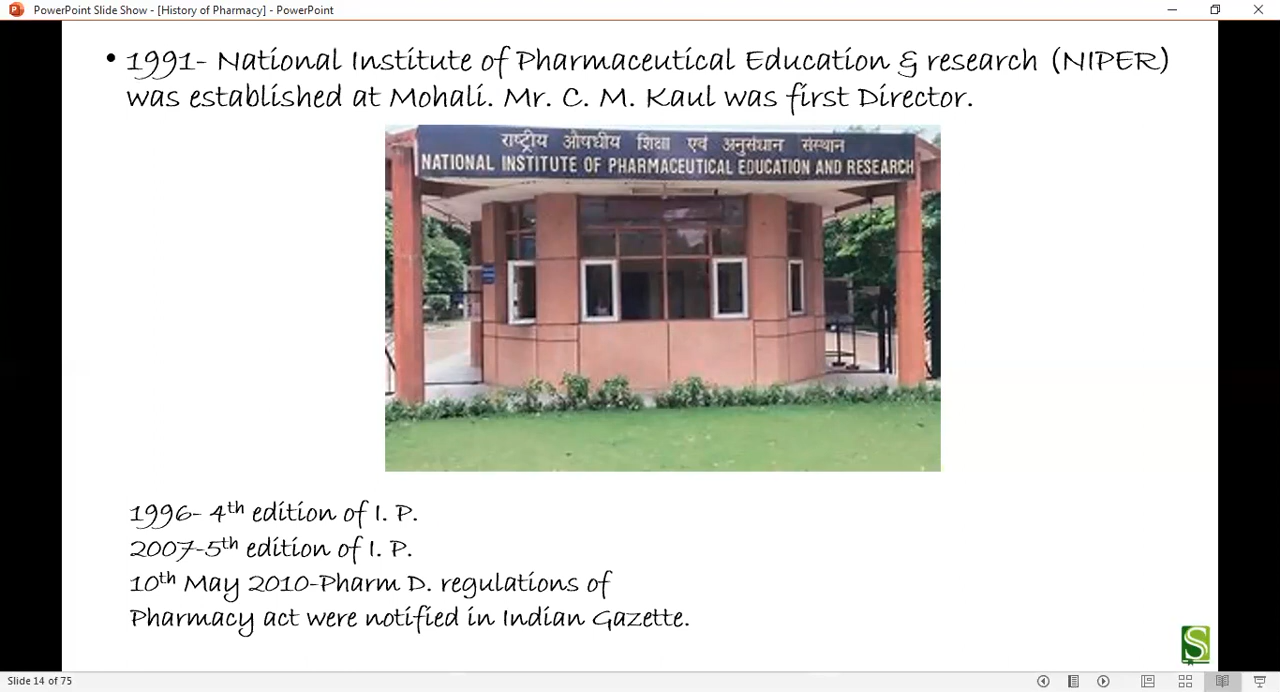 PowerPoint Slide Show - [History of Pharmacy] - PowerPoint
• 1991- National Institute of Pharmaceutical Education & research (NIPER)
was established at Mohali. Mr. C. M. Kaul was first Director.
राष्ट्रीय औषधीय शिक्षा एवं अनुसंधान संस्थान
NATIONAL INSTITUTE OF PHARMACEUTICAL EDUCATION AND RESEARCH
1996- 4th edition of I. P.
2007-5th edition of I. P.
10th May 2010-Pharm D. regulations of
Pharmacy act were notified in Indian Gazette.
S
Slide 14 of 75